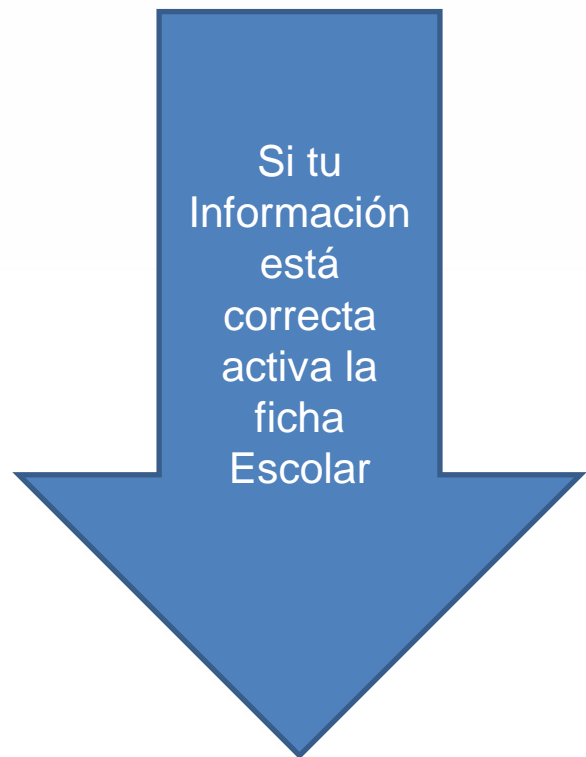 Si tu
Información
está
correcta
activa la
ficha
Escolar